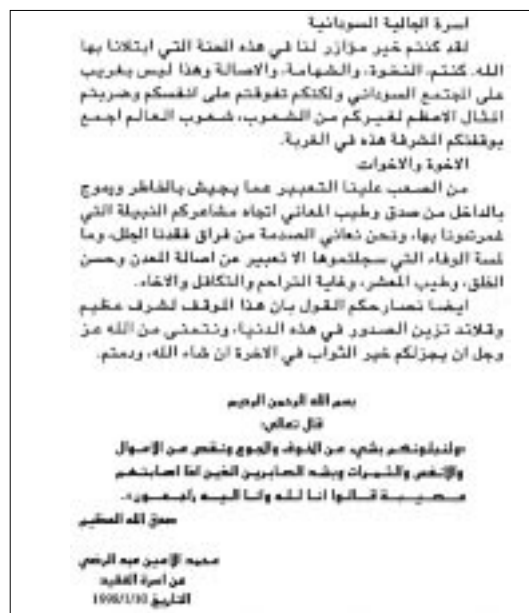 اسرة الجالية السودانية
لقد كنتم خير مؤازر لنا في هذه المحنة التي ابتلانا بها
الله. كنتم، النخوة، والشهامة، والاصالة وهذا ليس بغريب
على المجتمع السوداني ولكنكم تفوقتم على انفسكم وضربتم
المثال الاعظم لغيركم من الشعوب، شعوب العالم اجمع
بوقفتكم المشرفة هذه في الغربة.
الاخوة والاخوات
من الصعب علينا التعبير عما يجيش بالخاطر ويموج
بالداخل من صدق وطيب المعاني اتجاه مشاعركم النبيلة التي
غمرتمونا بها، ونحن نعاني الصدمة من فراق فقدنا الجلل، وما
لمسة الوفاء التي سجلتموها الا تعبير عن اصالة المعدن وحسن
الخلق، وطيب المعشر، وغاية التراحم والتكافل والاخاء.
ايضا نصارحكم القول بان هذا الموقف لشرف عظيم
وقلائد تزين الصدور في هذه الدنيا، ونتمنى من الله عز
وجل ان يجزلكم خير الثواب في الاخرة ان شاء الله، ودمتم.
بسم الله الرحمن الرحيم
قال تعالى:
«ولنبلونكم بشيء من الخوف والجوع ونقص من الاموال
والانفس والثمرات وبشر الصابرين الذين اذا اصابتهم
مصيبة قالوا انا لله وانا اليه راجعون».
صدق الله العظيم
محمد الامين عبد الرضي
عن اسرة الفقيد
التاريخ 1998/1/10